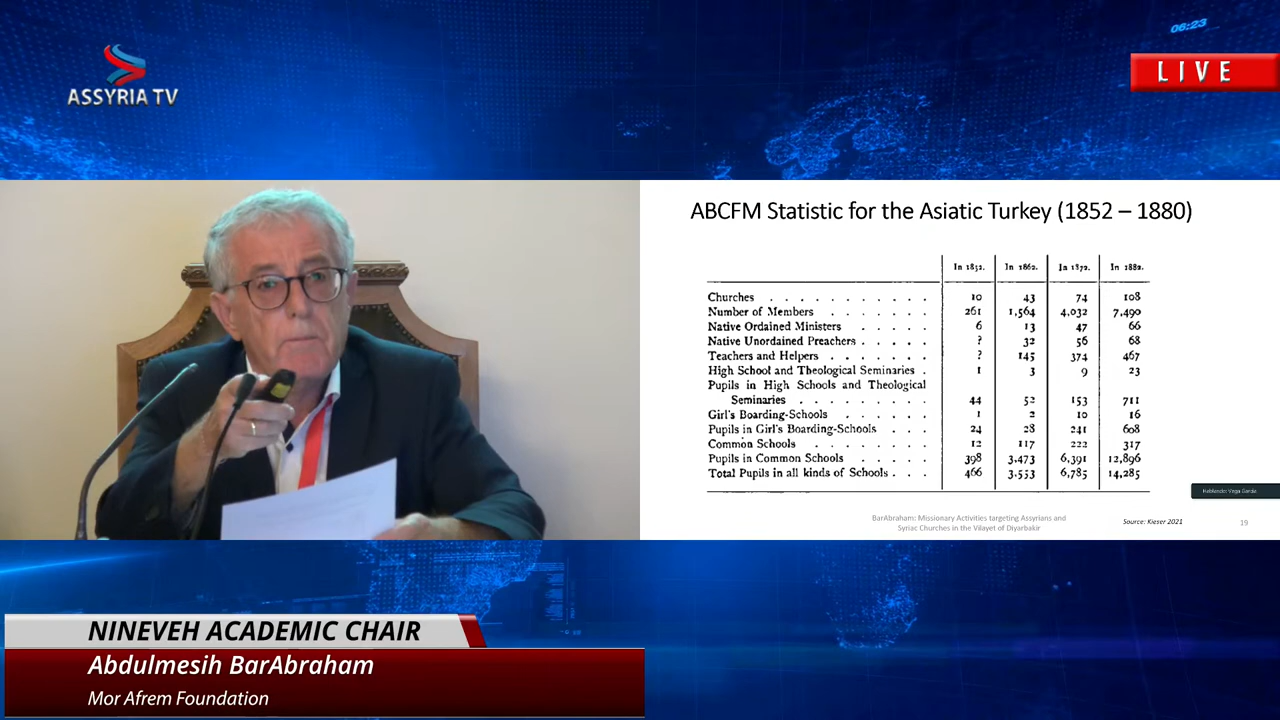 06:23
LIVE
ASSYRIA TV
ABCFM Statistic for the Asiatic Turkey (1852 – 1880)
In 1852. In 1862. In 1872. In 1880.
Churches . . . . . . . . . . . 10 43 74 108
Number of Members . . . . . . . 261 1,564 4,032 7,490
Native Ordained Ministers . . . . . 6 13 47 66
Native Unordained Preachers . . . . ? 32 56 68
Teachers and Helpers . . . . . . ? 145 374 467
High School and Theological Seminaries . 1 3 9 23
Pupils in High Schools and Theological
Seminaries . . . . . . . . 44 52 153 711
Girl's Boarding-Schools . . . . . . 1 2 10 16
Pupils in Girl's Boarding-Schools . . . 24 28 241 608
Common Schools . . . . . . . . 12 117 222 317
Pupils in Common Schools . . . . . 398 3,473 6,391 12,896
Total Pupils in all kinds of Schools . . . 466 3,553 6,785 14,285
Hablando: Vega García
BarAbraham: Missionary Activities targeting Assyrians and
Syriac Churches in the Vilayet of Diyarbakir
Source: Kieser 2021
19
NINEVEH ACADEMIC CHAIR
Abdulmesih BarAbraham
Mor Afrem Foundation